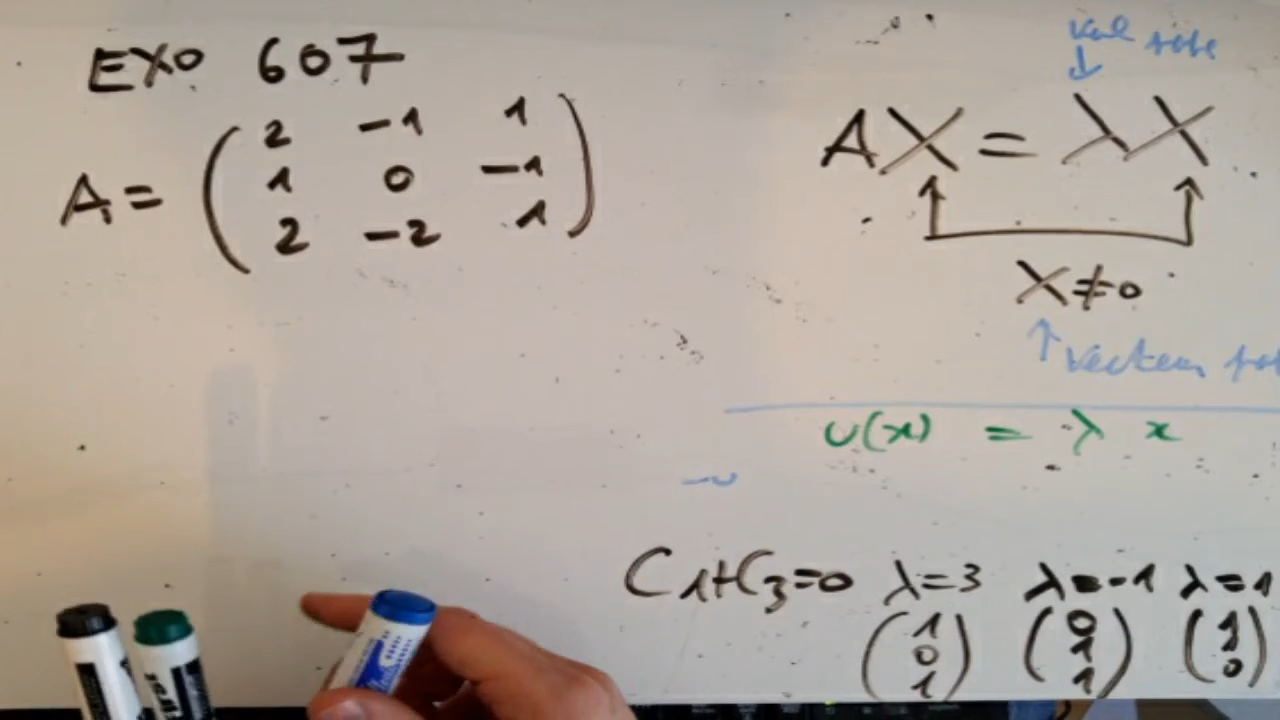 EXO 607
A = ( 2 -1 1
1 0 -1
2 -2 1 )
val
AX = λX
X ≠ 0
vecteur
u(x) = λ x
C1+C3=0 λ=3 λ=-1 λ=1
( 1 0 1 ) ( 0 1 1 ) ( 1 1 0 )